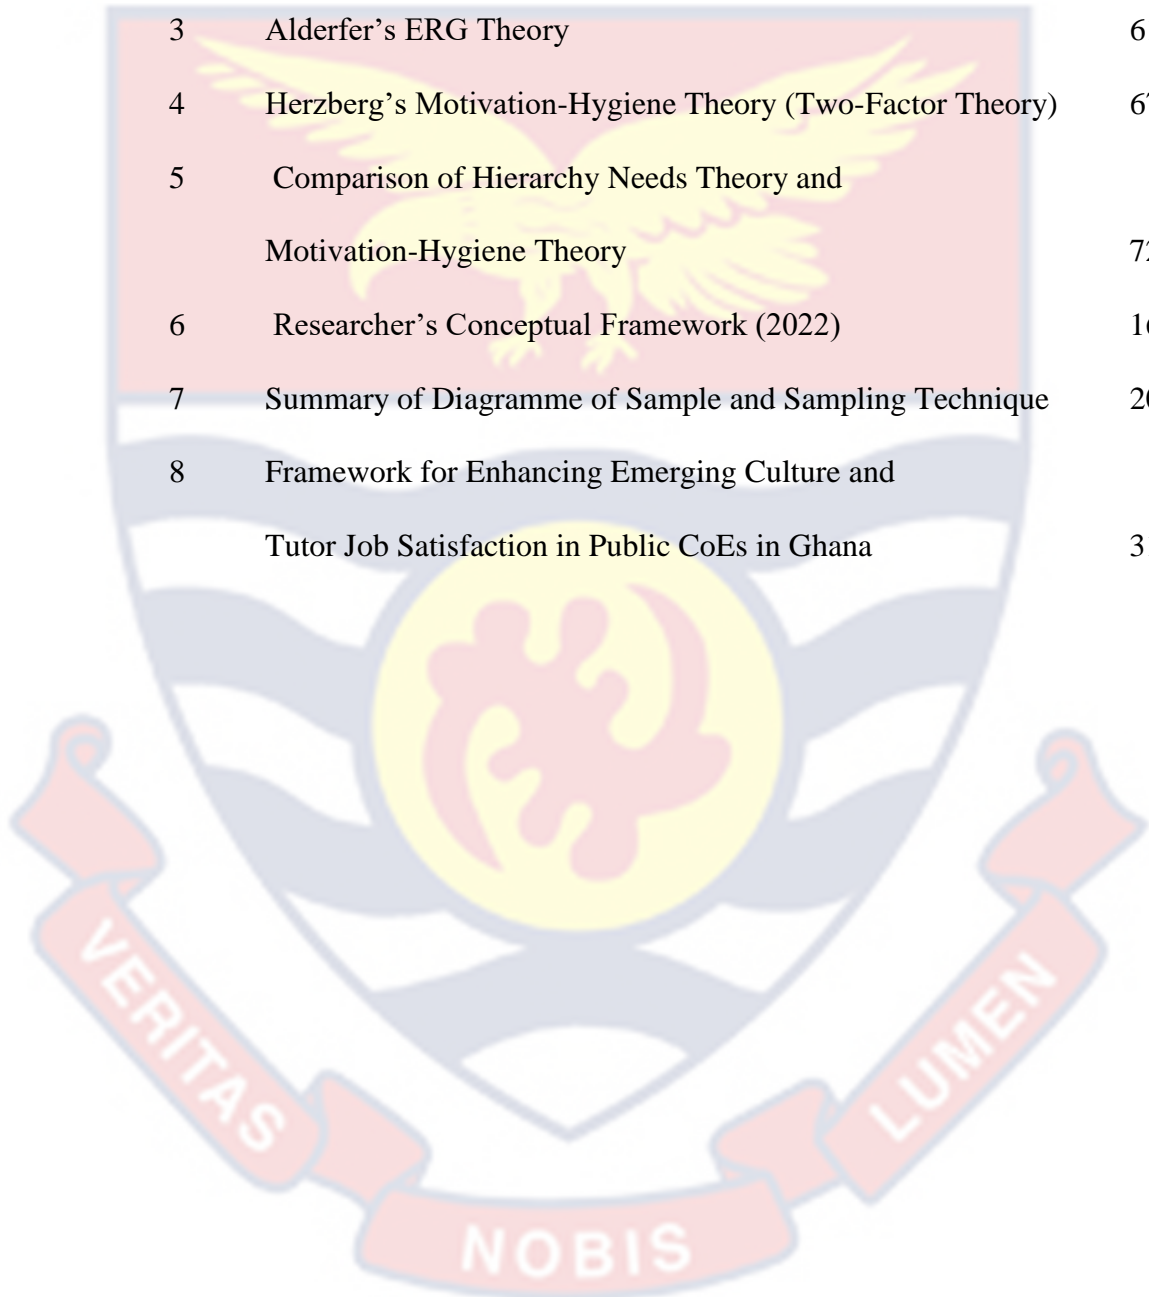 3 Alderfer’s ERG Theory 6
4 Herzberg’s Motivation-Hygiene Theory (Two-Factor Theory)
5 Comparison of Hierarchy Needs Theory and
Motivation-Hygiene Theory
6 Researcher’s Conceptual Framework (2022)
7 Summary of Diagramme of Sample and Sampling Technique
8 Framework for Enhancing Emerging Culture and
Tutor Job Satisfaction in Public CoEs in Ghana 3
VERITAS
NOBIS
LUMEN